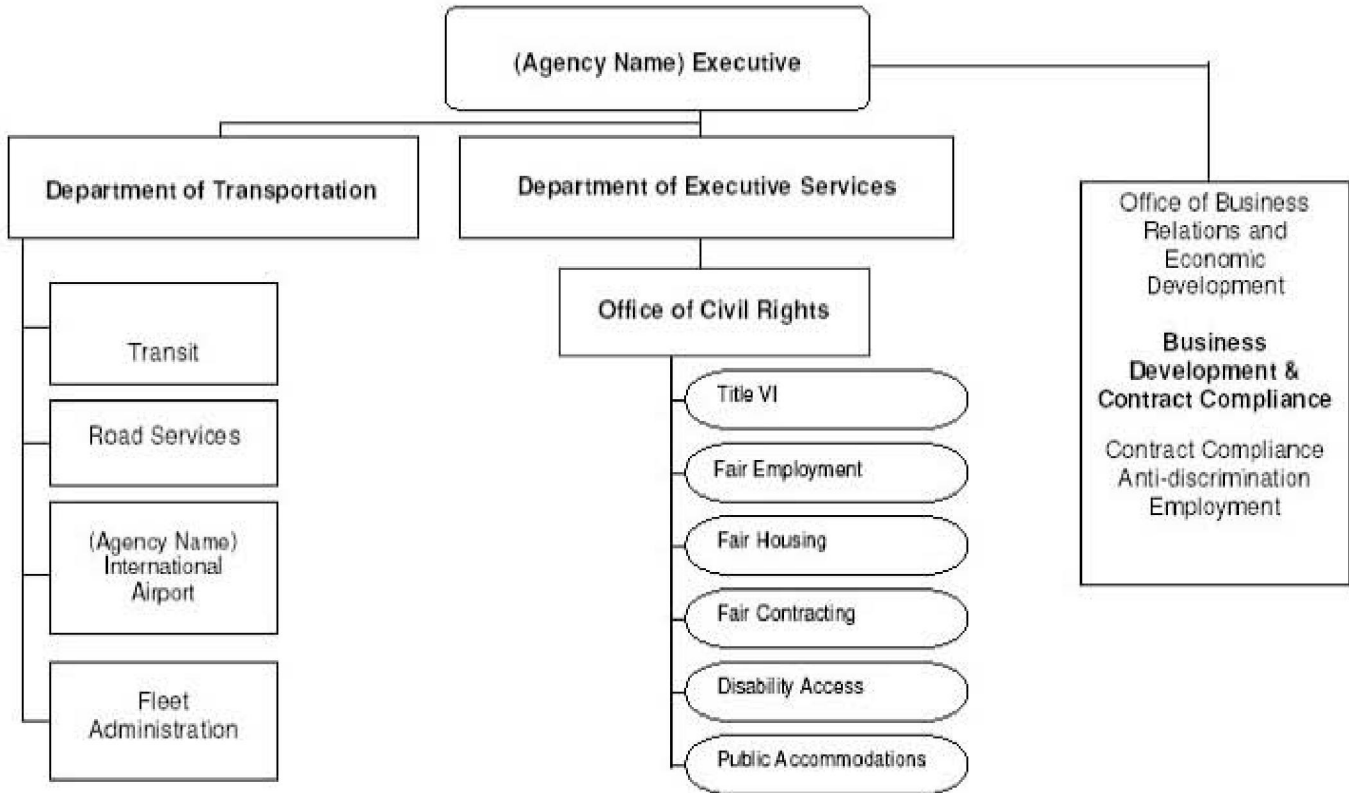 (Agency Name) Executive
Department of Transportation
Department of Executive Services
Office of Business
Relations and
Economic
Development
Business
Development &
Contract Compliance
Contract Compliance
Anti-discrimination
Employment
Transit
Road Services
(Agency Name)
International
Airport
Fleet
Administration
Office of Civil Rights
Title VI
Fair Employment
Fair Housing
Fair Contracting
Disability Access
Public Accommodations